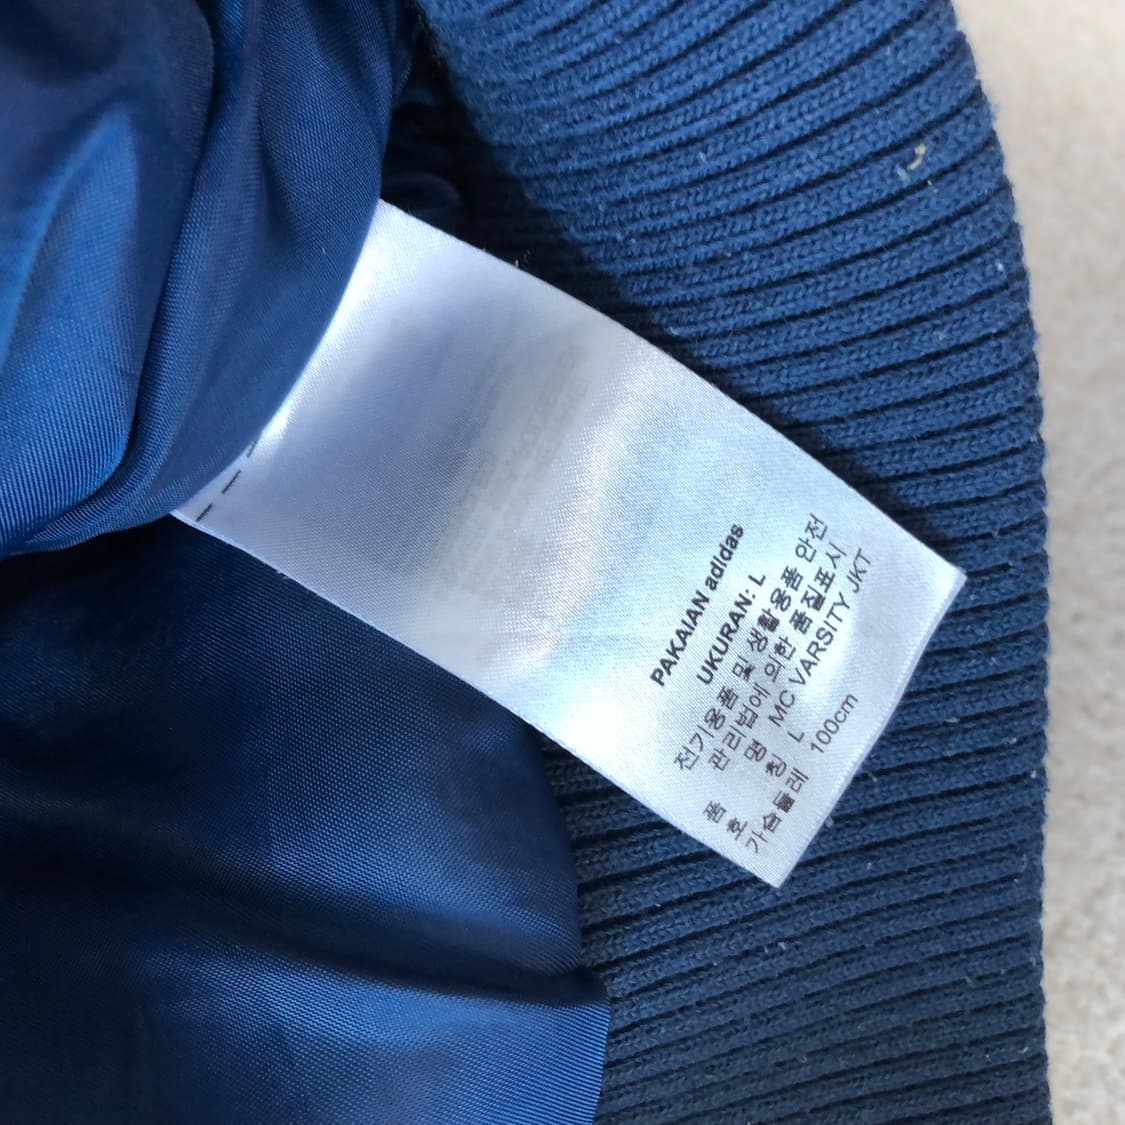 PAKAIAN adidas
UKURAN: L
전기용품 및 생활용품 안전
관리법에 의한 품질표시
명 칭 MC VARSITY JKT
품 호 L
가슴둘레 100cm